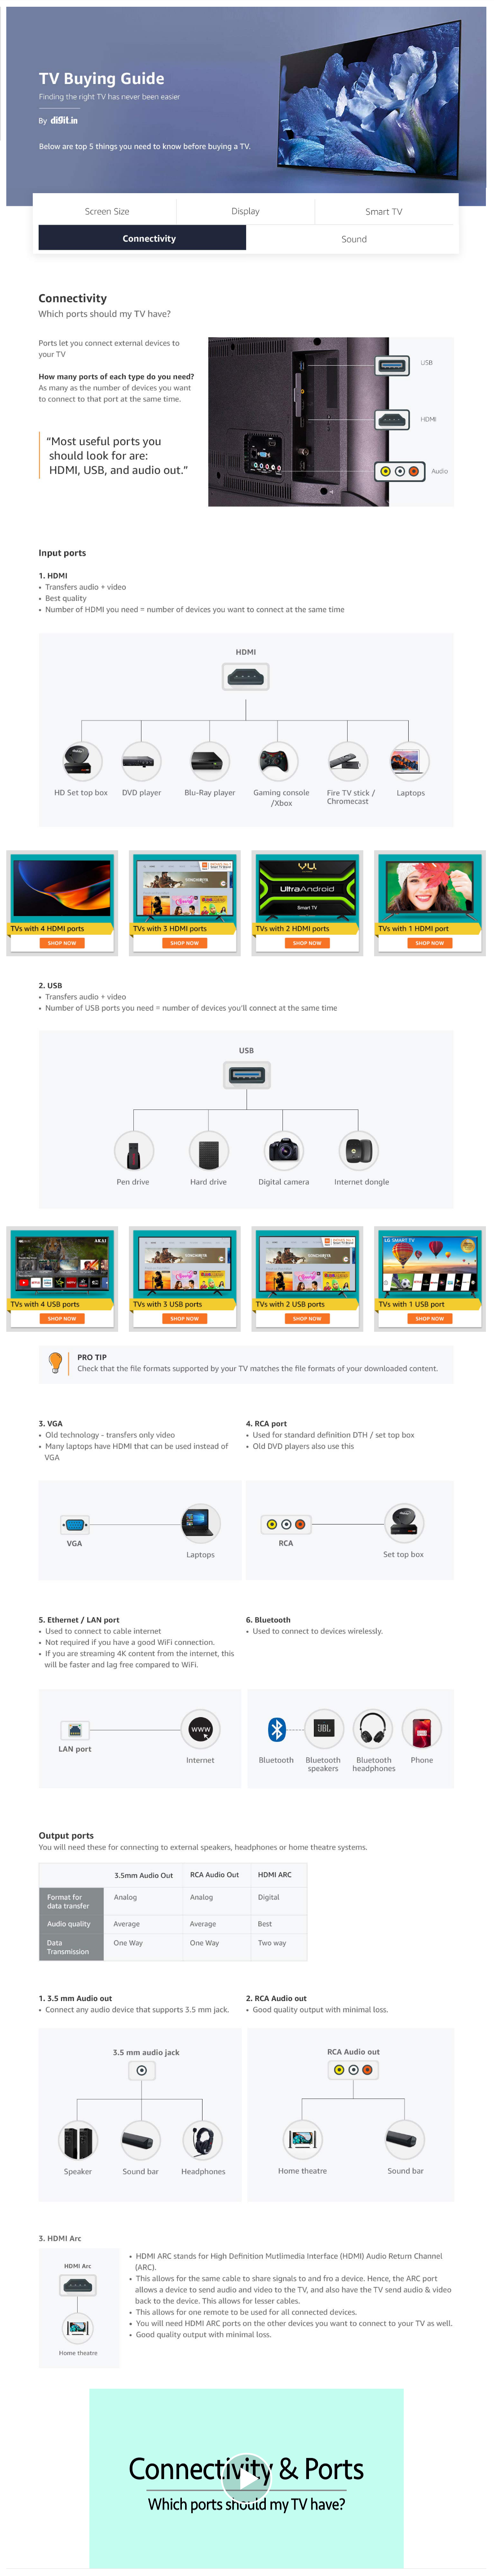 TV Buying Guide
Finding the right TV has never been easier
By digit.in
Below are top 5 things you need to know before buying a TV.
Screen Size
Display
Smart TV
Connectivity
Sound
Connectivity
Which ports should my TV have?
Ports let you connect external devices to
your TV
How many ports of each type do you need?
As many as the number of devices you want
to connect to that port at the same time.
“Most useful ports you
should look for are:
HDMI, USB, and audio out.”
USB
HDMI
Audio
Input ports
1. HDMI
• Transfers audio + video
• Best quality
• Number of HDMI you need = number of devices you want to connect at the same time
HDMI
HD Set top box
DVD player
Blu-Ray player
Gaming console
/Xbox
Fire TV stick /
Chromecast
Laptops
VU
UltraAndroid
Smart TV
TVs with 4 HDMI ports
TVs with 3 HDMI ports
TVs with 2 HDMI ports
TVs with 1 HDMI port
SHOP NOW
SHOP NOW
SHOP NOW
SHOP NOW
2. USB
• Transfers audio + video
• Number of USB ports you need = number of devices you'll connect at the same time
USB
Pen drive
Hard drive
Digital camera
Internet dongle
AKAI
LG SMART TV
TVs with 4 USB ports
TVs with 3 USB ports
TVs with 2 USB ports
TVs with 1 USB port
SHOP NOW
SHOP NOW
SHOP NOW
SHOP NOW
PRO TIP
Check that the file formats supported by your TV matches the file formats of your downloaded content.
3. VGA
• Old technology - transfers only video
• Many laptops have HDMI that can be used instead of
VGA
4. RCA port
• Used for standard definition DTH / set top box
• Old DVD players also use this
VGA
Laptops
RCA
Set top box
5. Ethernet / LAN port
• Used to connect to cable internet
• Not required if you have a good WiFi connection.
• If you are streaming 4K content from the internet, this
will be faster and lag free compared to WiFi.
6. Bluetooth
• Used to connect to devices wirelessly.
LAN port
www
Internet
Bluetooth
JBL
Bluetooth
speakers
Bluetooth
headphones
Phone
Output ports
You will need these for connecting to external speakers, headphones or home theatre systems.
3.5mm Audio Out
RCA Audio Out
HDMI ARC
Format for
data transfer
Analog
Analog
Digital
Audio quality
Average
Average
Best
Data
Transmission
One Way
One Way
Two way
1. 3.5 mm Audio out
• Connect any audio device that supports 3.5 mm jack.
2. RCA Audio out
• Good quality output with minimal loss.
3.5 mm audio jack
Speaker
Sound bar
Headphones
RCA Audio out
Home theatre
Sound bar
3. HDMI Arc
HDMI Arc
Home theatre
• HDMI ARC stands for High Definition Mutlimedia Interface (HDMI) Audio Return Channel
(ARC).
• This allows for the same cable to share signals to and fro a device. Hence, the ARC port
allows a device to send audio and video to the TV, and also have the TV send audio & video
back to the device. This allows for lesser cables.
• This allows for one remote to be used for all connected devices.
• You will need HDMI ARC ports on the other devices you want to connect to your TV as well.
• Good quality output with minimal loss.
Connectivity & Ports
Which ports should my TV have?